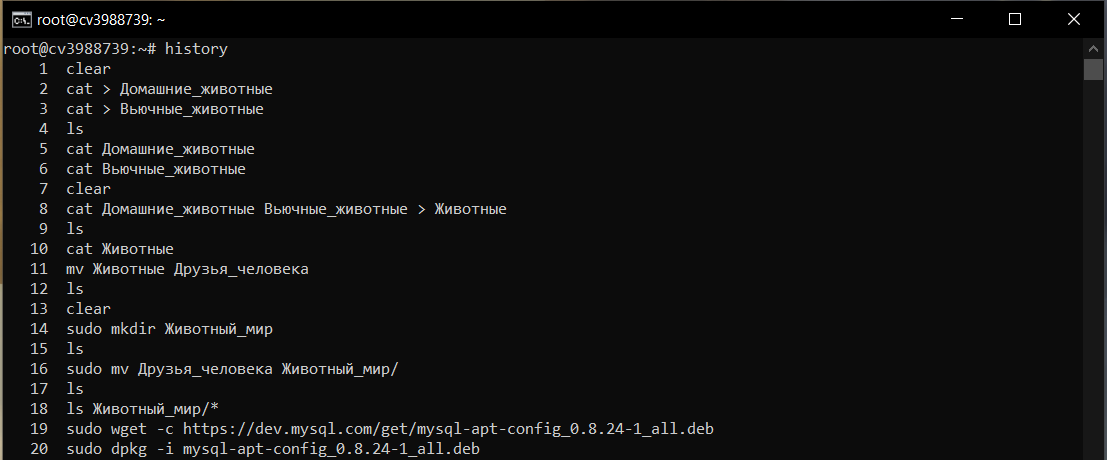 root@cv3988739: ~
root@cv3988739:~# history
1 clear
2 cat > Домашние_животные
3 cat > Вьючные_животные
4 ls
5 cat Домашние_животные
6 cat Вьючные_животные
7 clear
8 cat Домашние_животные Вьючные_животные > Животные
9 ls
10 cat Животные
11 mv Животные Друзья_человека
12 ls
13 clear
14 sudo mkdir Животный_мир
15 ls
16 sudo mv Друзья_человека Животный_мир/
17 ls
18 ls Животный_мир/*
19 sudo wget -c https://dev.mysql.com/get/mysql-apt-config_0.8.24-1_all.deb
20 sudo dpkg -i mysql-apt-config_0.8.24-1_all.deb